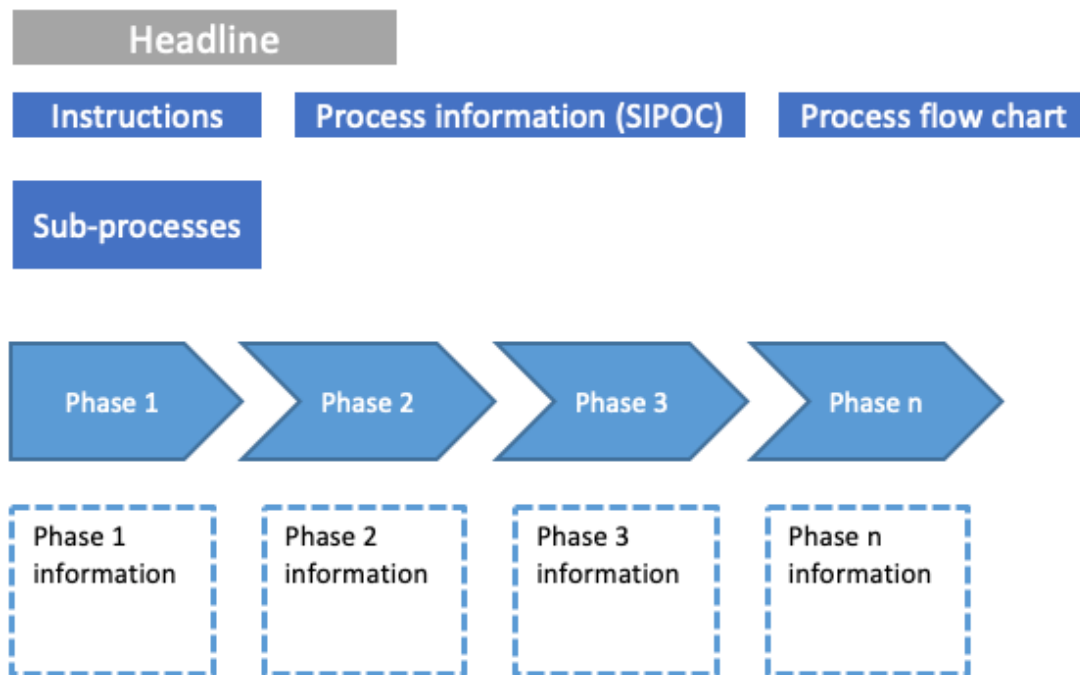 Headline
Instructions
Process information (SIPOC)
Process flow chart
Sub-processes
Phase 1
Phase 2
Phase 3
Phase n
Phase 1
information
Phase 2
information
Phase 3
information
Phase n
information